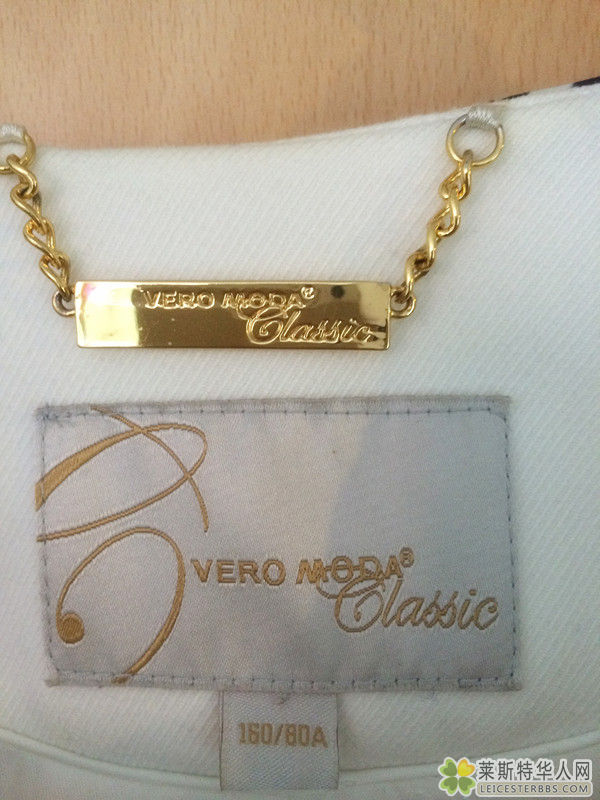 VERO MODA®
Classic
VERO MODA®
Classic
160/80A
莱斯特华人网
LEICESTERBBS.COM